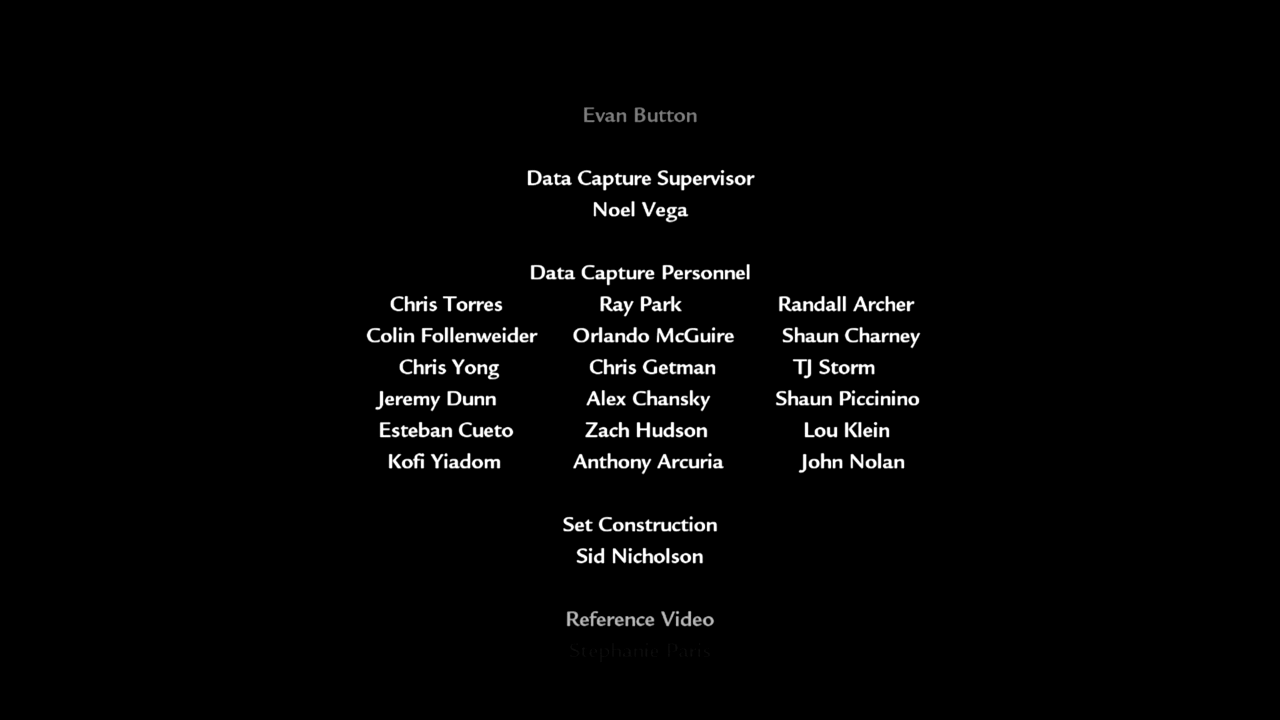 Evan Button
Data Capture Supervisor
Noel Vega
Data Capture Personnel
Chris Torres Ray Park Randall Archer
Colin Follenweider Orlando McGuire Shaun Charney
Chris Yong Chris Getman TJ Storm
Jeremy Dunn Alex Chansky Shaun Piccinino
Esteban Cueto Zach Hudson Lou Klein
Kofi Yiadom Anthony Arcuria John Nolan
Set Construction
Sid Nicholson
Reference Video
Stephanie Paris